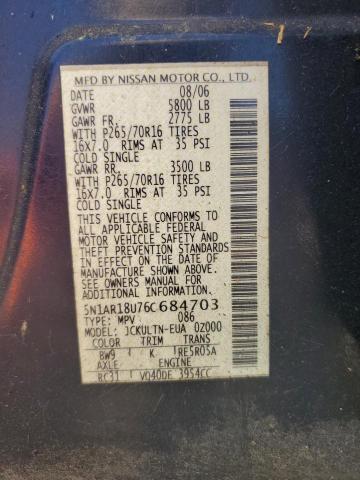 MFD BY NISSAN MOTOR CO., LTD.
DATE 08/06
GVWR 5800 LB
GAWR FR. 2775 LB
WITH P265/70R16 TIRES
16X7.0 RIMS AT 35 PSI
COLD SINGLE
GAWR RR. 3500 LB
WITH P265/70R16 TIRES
16X7.0 RIMS AT 35 PSI
COLD SINGLE
THIS VEHICLE CONFORMS TO
ALL APPLICABLE FEDERAL
MOTOR VEHICLE SAFETY AND
THEFT PREVENTION STANDARDS
IN EFFECT ON THE DATE OF
MANUFACTURE SHOWN ABOVE.
SEE OWNERS MANUAL
5N1AR18U76C684703
TYPE: MPV 086
MODEL: JCKULTN-EUA 02000
COLOR TRIM TRANS
BW9 K RE5R05A
AXLE ENGINE
RC31 VQ40DE 3954CC